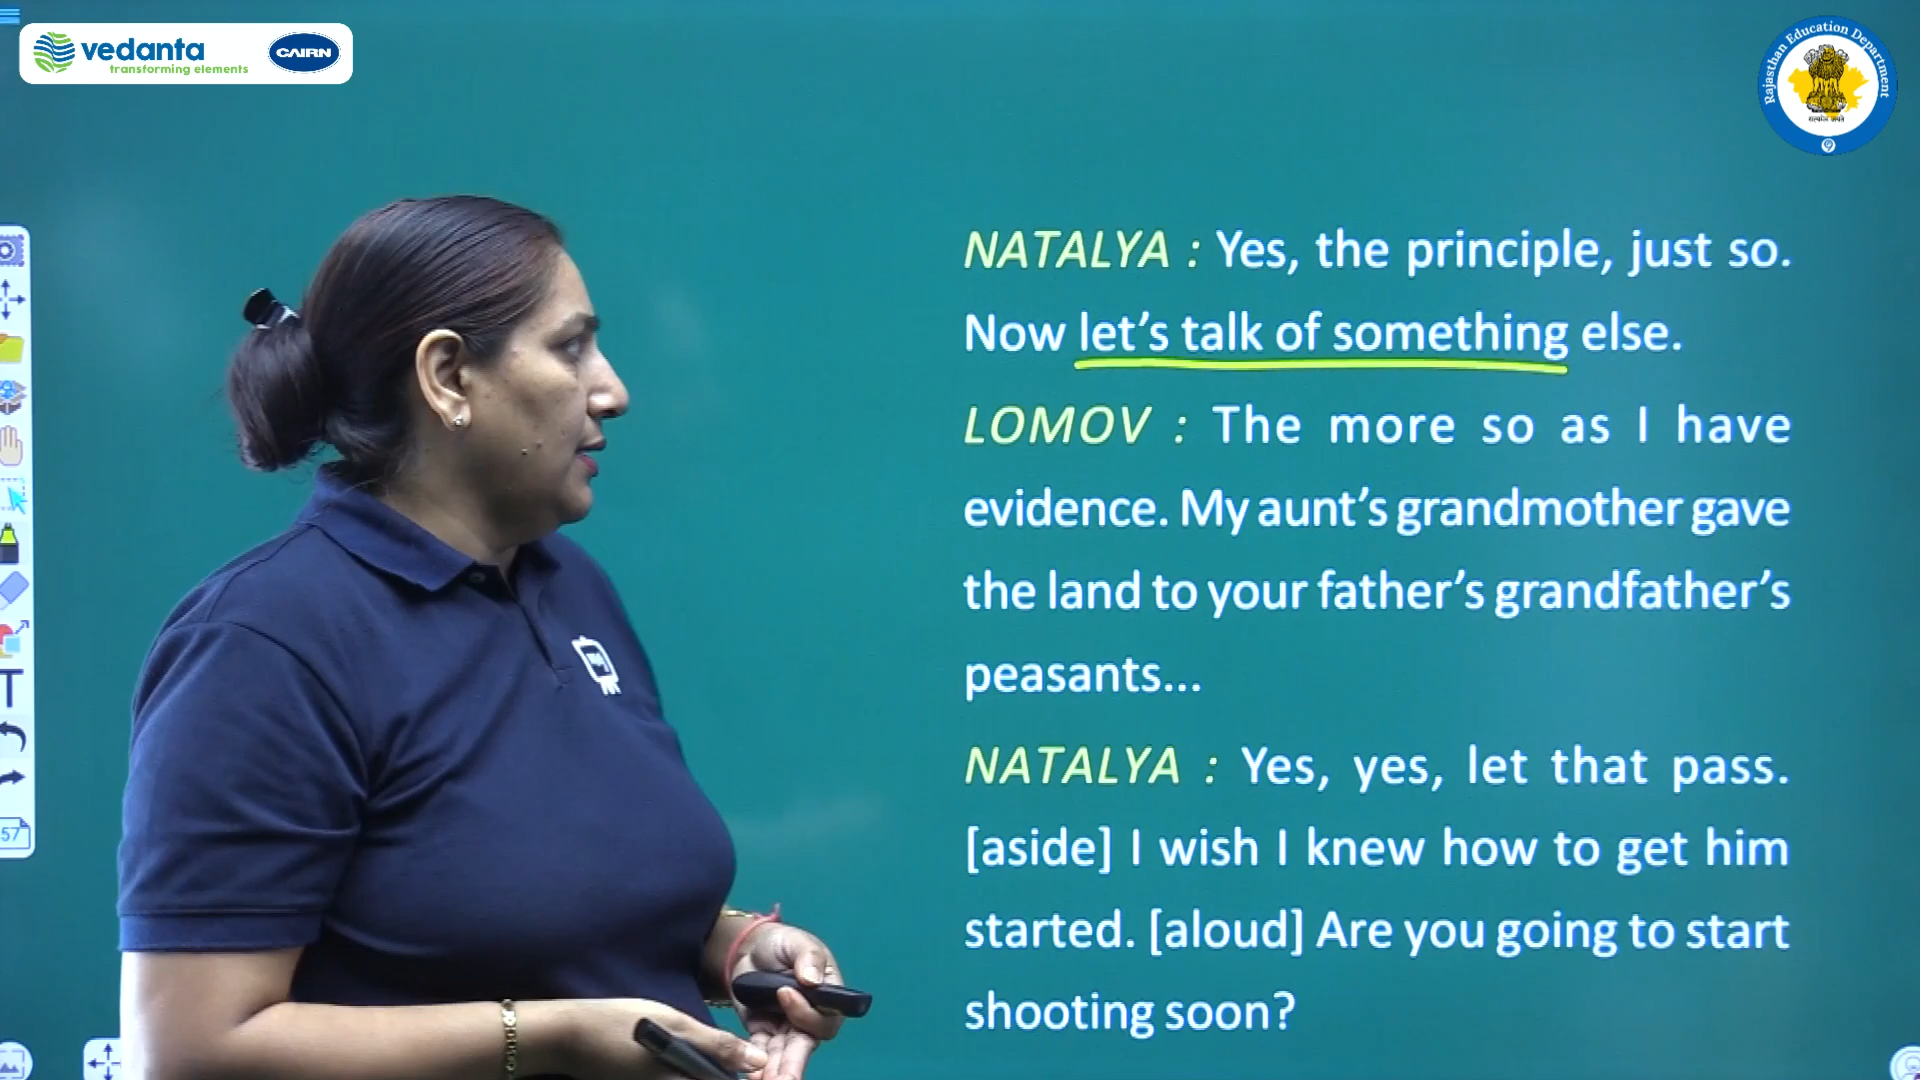 vedanta
transforming elements
CAIRN
Rajasthan Education Department
सत्यमेव जयते
NATALYA : Yes, the principle, just so.
Now let's talk of something else.
LOMOV : The more so as I have
evidence. My aunt's grandmother gave
the land to your father's grandfather's
peasants...
NATALYA : Yes, yes, let that pass.
[aside] I wish I knew how to get him
started. [aloud] Are you going to start
shooting soon?
T
57